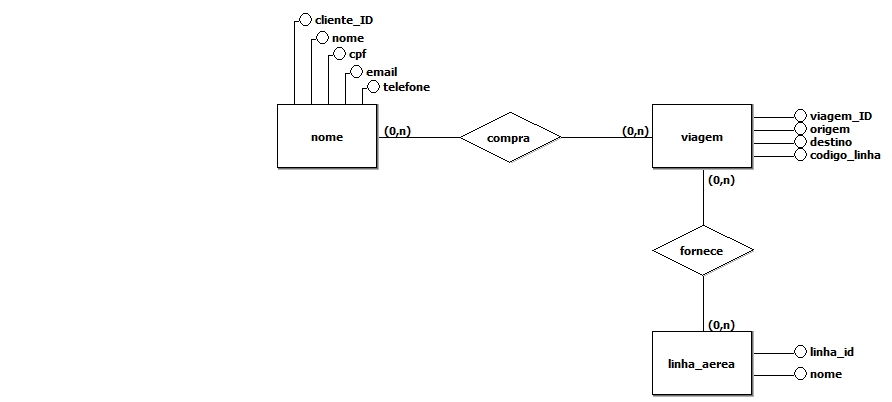 cliente_ID
nome
cpf
email
telefone
nome
(0,n)
compra
(0,n)
viagem
viagem_ID
origem
destino
codigo_linha
(0,n)
fornece
(0,n)
linha_aerea
linha_id
nome